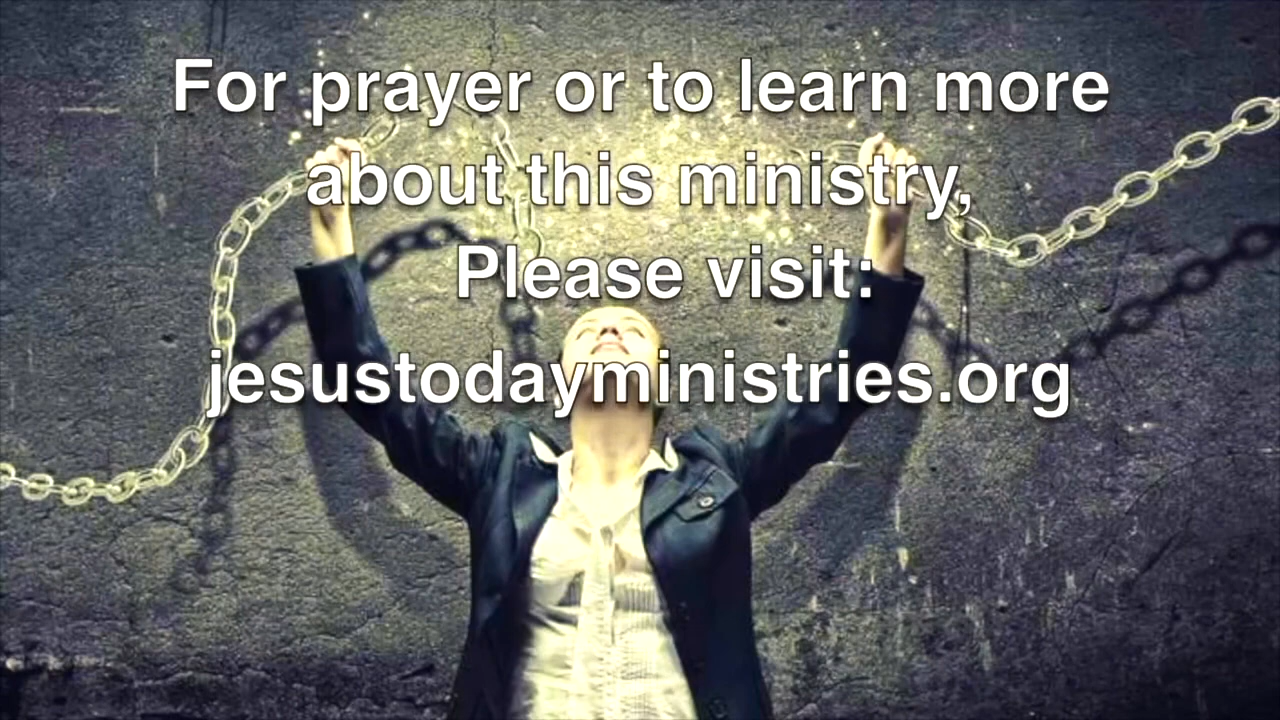 For prayer or to learn more
about this ministry,
Please visit:
jesustodayministries.org